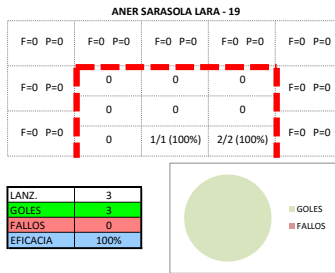 ANER SARASOLA LARA - 19
F=0 P=0 F=0 P=0 F=0 P=0 F=0 P=0 F=0 P=0
F=0 P=0 0 0 0 F=0 P=0
0 0 0
F=0 P=0 0 1/1 (100%) 2/2 (100%) F=0 P=0
LANZ. 3
GOLES 3
FALLOS 0
EFICACIA 100%
GOLES
FALLOS